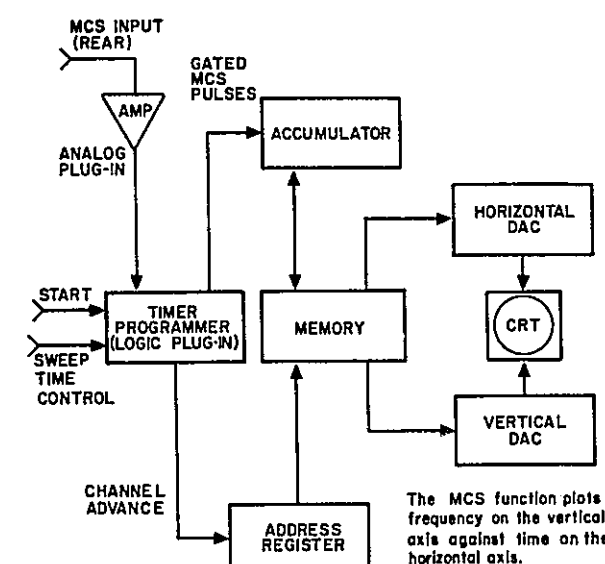 MCS INPUT
(REAR)
AMP
ANALOG
PLUG-IN
GATED
MCS
PULSES
ACCUMULATOR
HORIZONTAL
DAC
START
TIMER
PROGRAMMER
(LOGIC PLUG-IN)
MEMORY
CRT
SWEEP
TIME
CONTROL
VERTICAL
DAC
CHANNEL
ADVANCE
ADDRESS
REGISTER
The MCS function plots
frequency on the vertical
axis against time on the
horizontal axis.